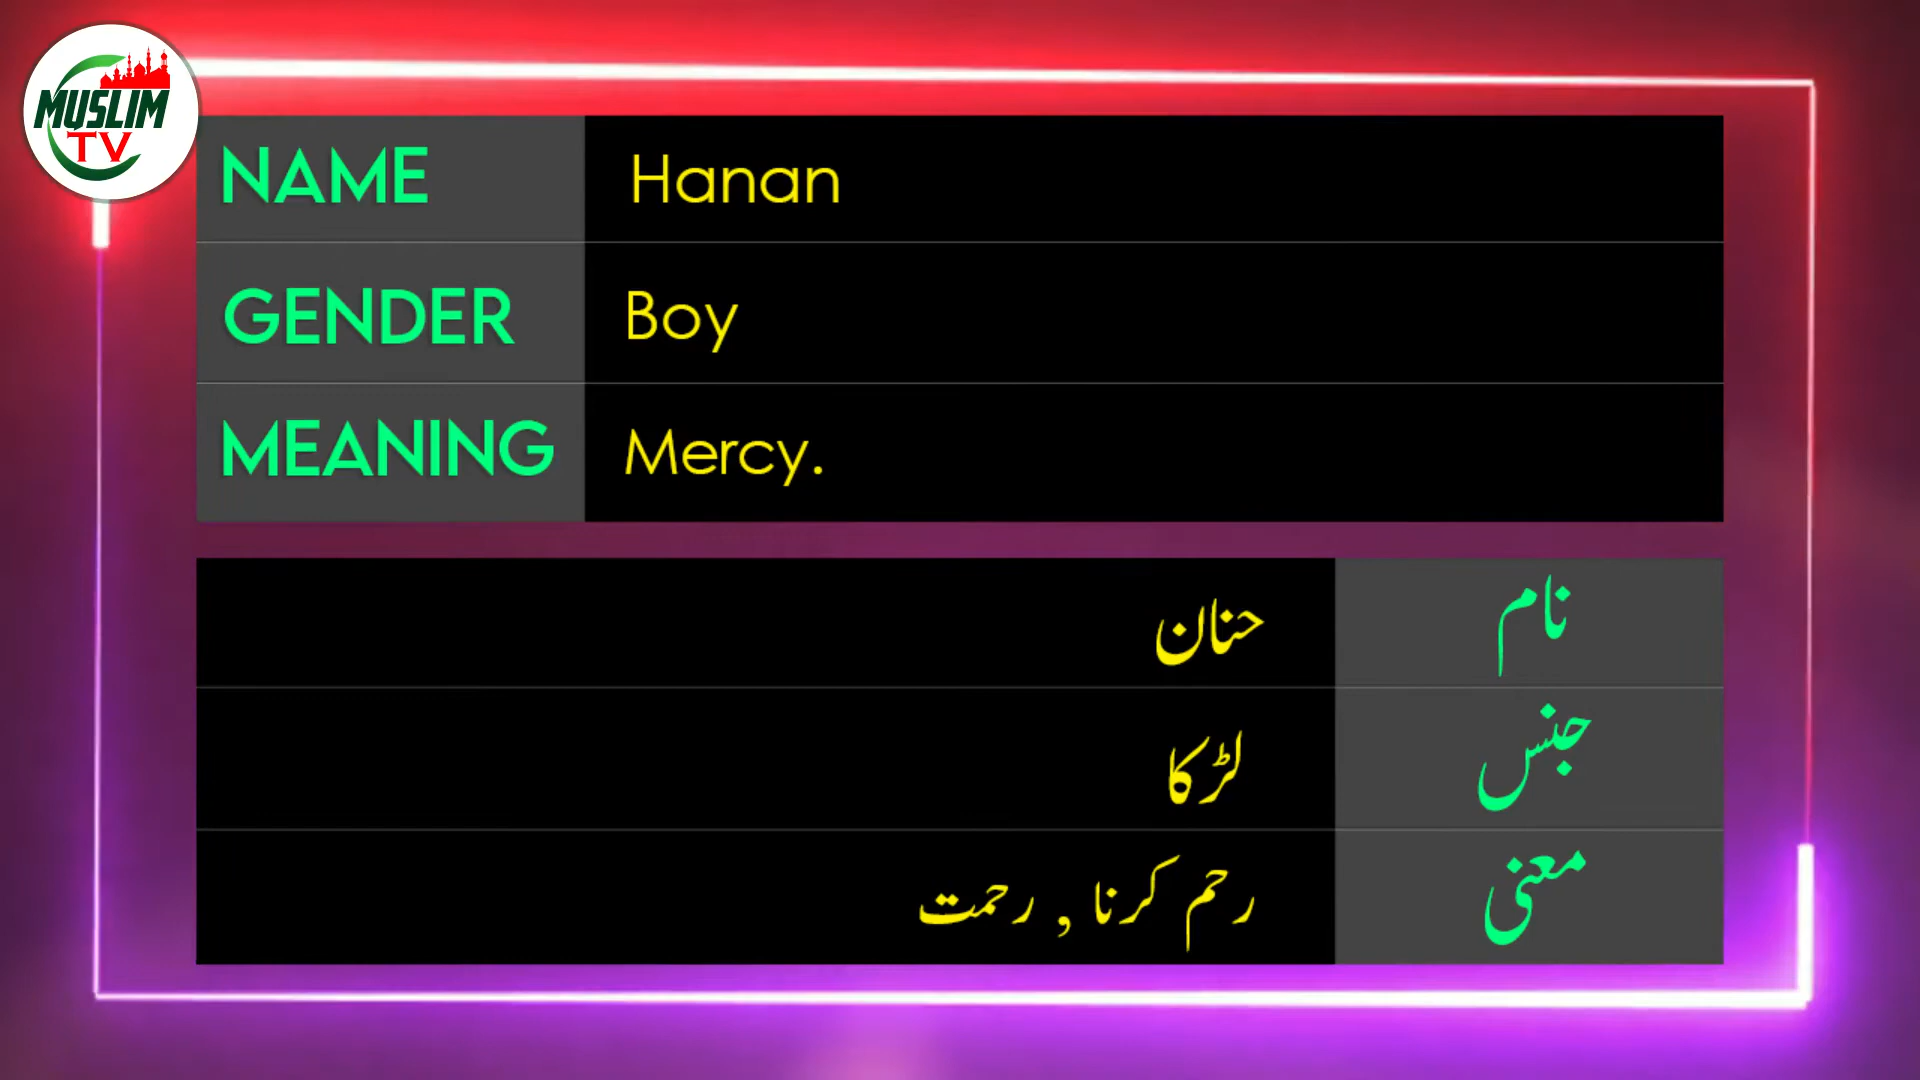 MUSLIM
TV
NAME Hanan
GENDER Boy
MEANING Mercy.
نام حنان
جنس لڑکا
معنی رحم کرنا , رحمت